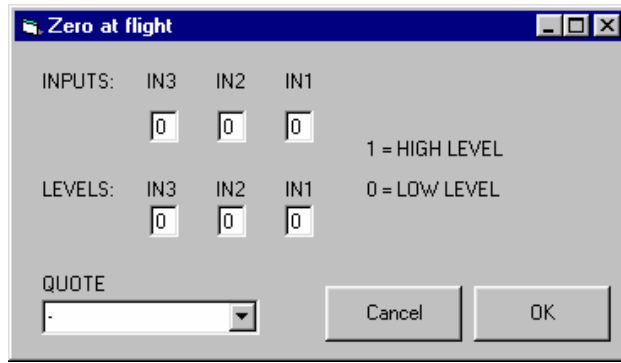 Zero at flight
INPUTS: IN3 IN2 IN1
0 0 0
1 = HIGH LEVEL
LEVELS: IN3 IN2 IN1 0 = LOW LEVEL
0 0 0
QUOTE
-
Cancel OK